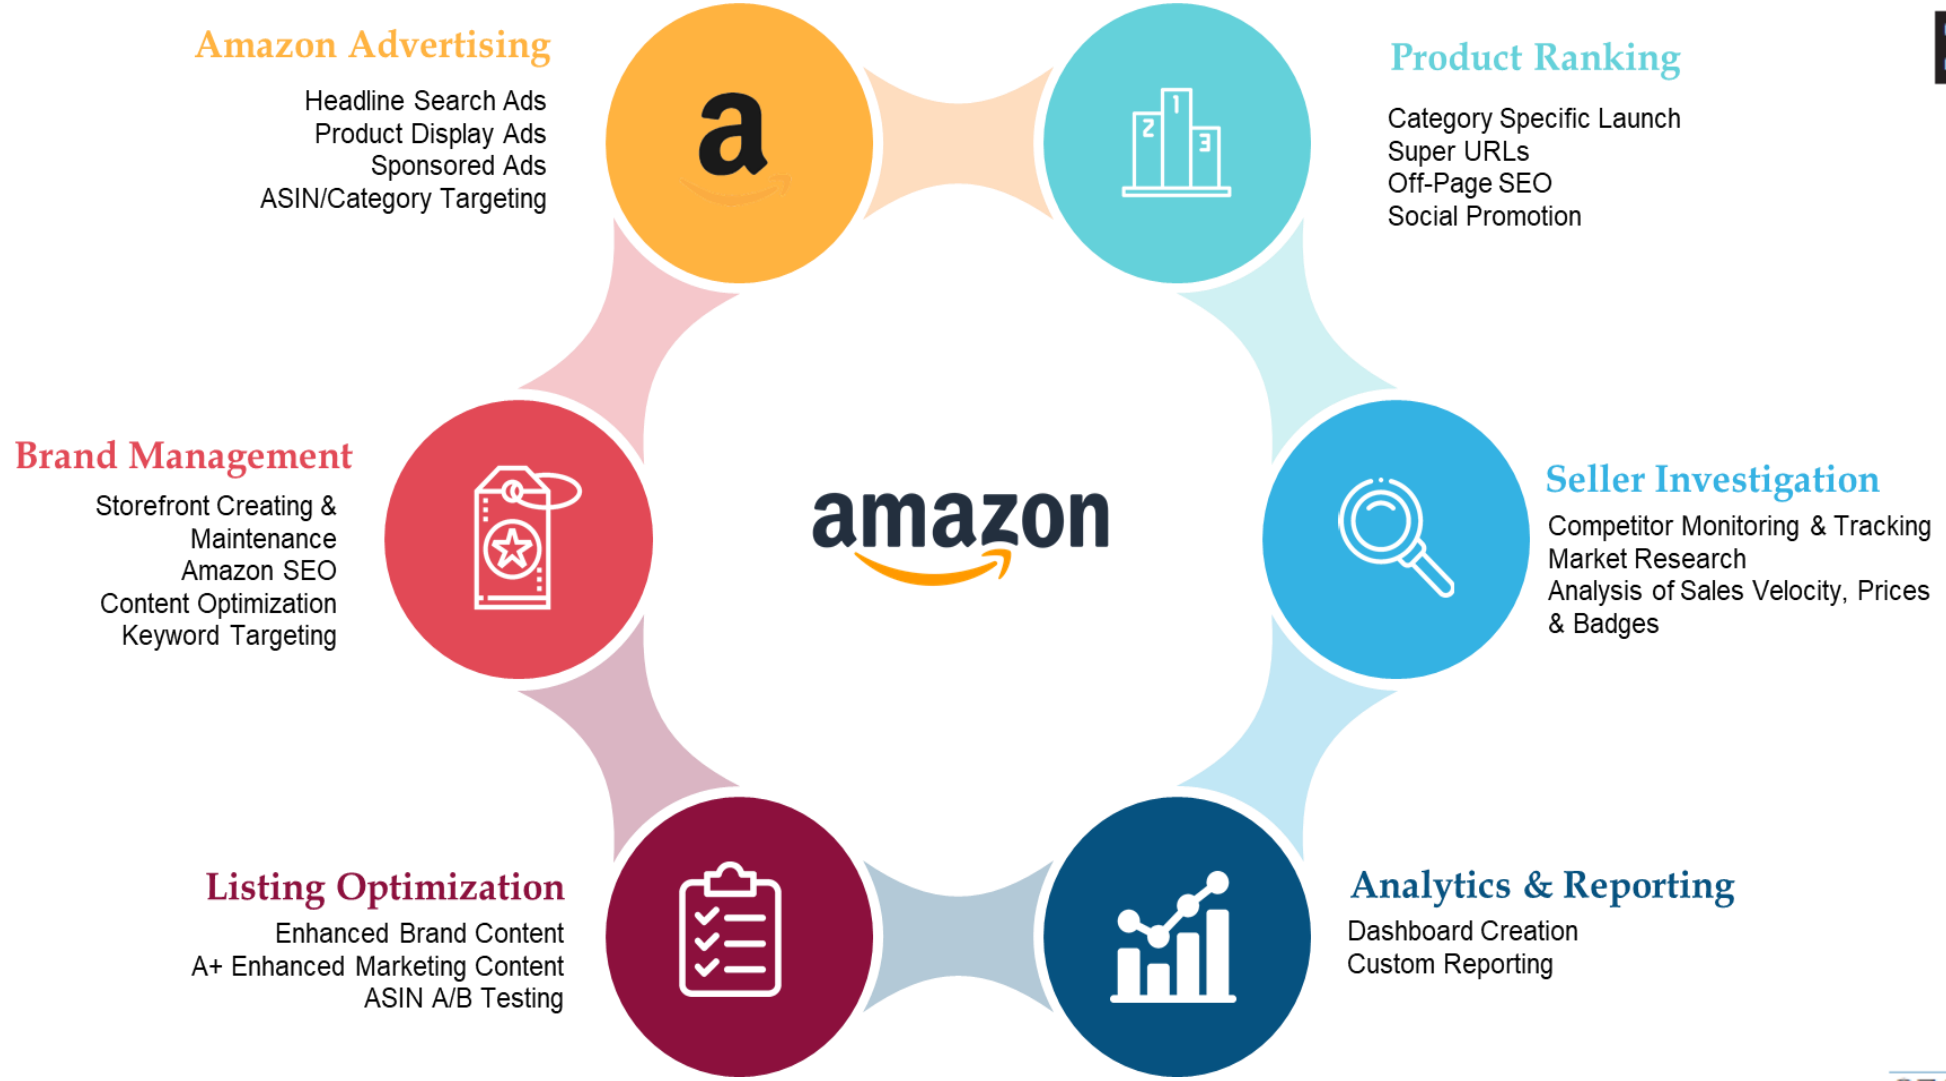 Amazon Advertising
Headline Search Ads
Product Display Ads
Sponsored Ads
ASIN/Category Targeting
a
1
2
3
Product Ranking
Category Specific Launch
Super URLs
Off-Page SEO
Social Promotion
Brand Management
Storefront Creating &
Maintenance
Amazon SEO
Content Optimization
Keyword Targeting
amazon
Seller Investigation
Competitor Monitoring & Tracking
Market Research
Analysis of Sales Velocity, Prices
& Badges
Listing Optimization
Enhanced Brand Content
A+ Enhanced Marketing Content
ASIN A/B Testing
Analytics & Reporting
Dashboard Creation
Custom Reporting